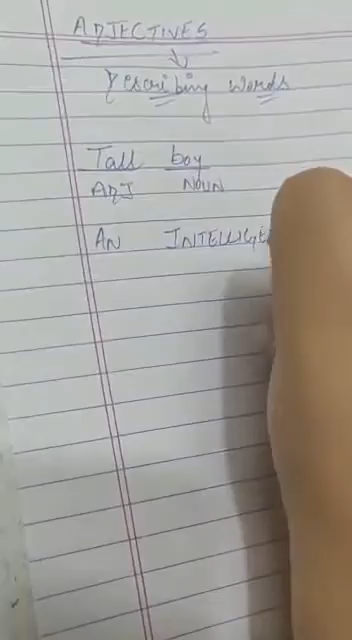 ADJECTIVES
Describing words
Tall boy
ADJ NOUN
AN INTELLIGE